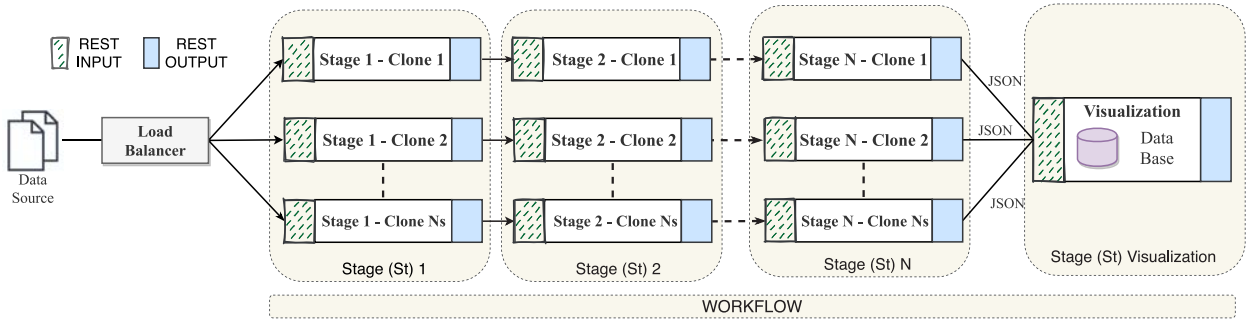 REST
INPUT
REST
OUTPUT
Data
Source
Load
Balancer
Stage 1 - Clone 1
Stage 1 - Clone 2
Stage 1 - Clone Ns
Stage (St) 1
Stage 2 - Clone 1
Stage 2 - Clone 2
Stage 2 - Clone Ns
Stage (St) 2
Stage N - Clone 1
Stage N - Clone 2
Stage N - Clone Ns
Stage (St) N
JSON
JSON
JSON
Visualization
Data
Base
Stage (St) Visualization
WORKFLOW